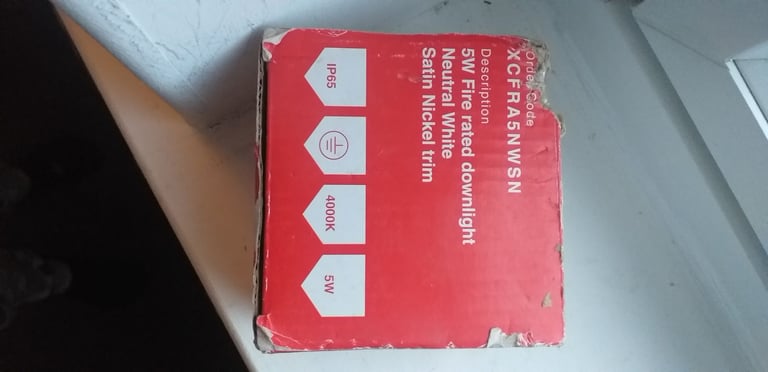 Order Code
XCFRA5NWSN
Description
5W Fire rated downlight
Neutral White
Satin Nickel trim
IP65
4000K
5W